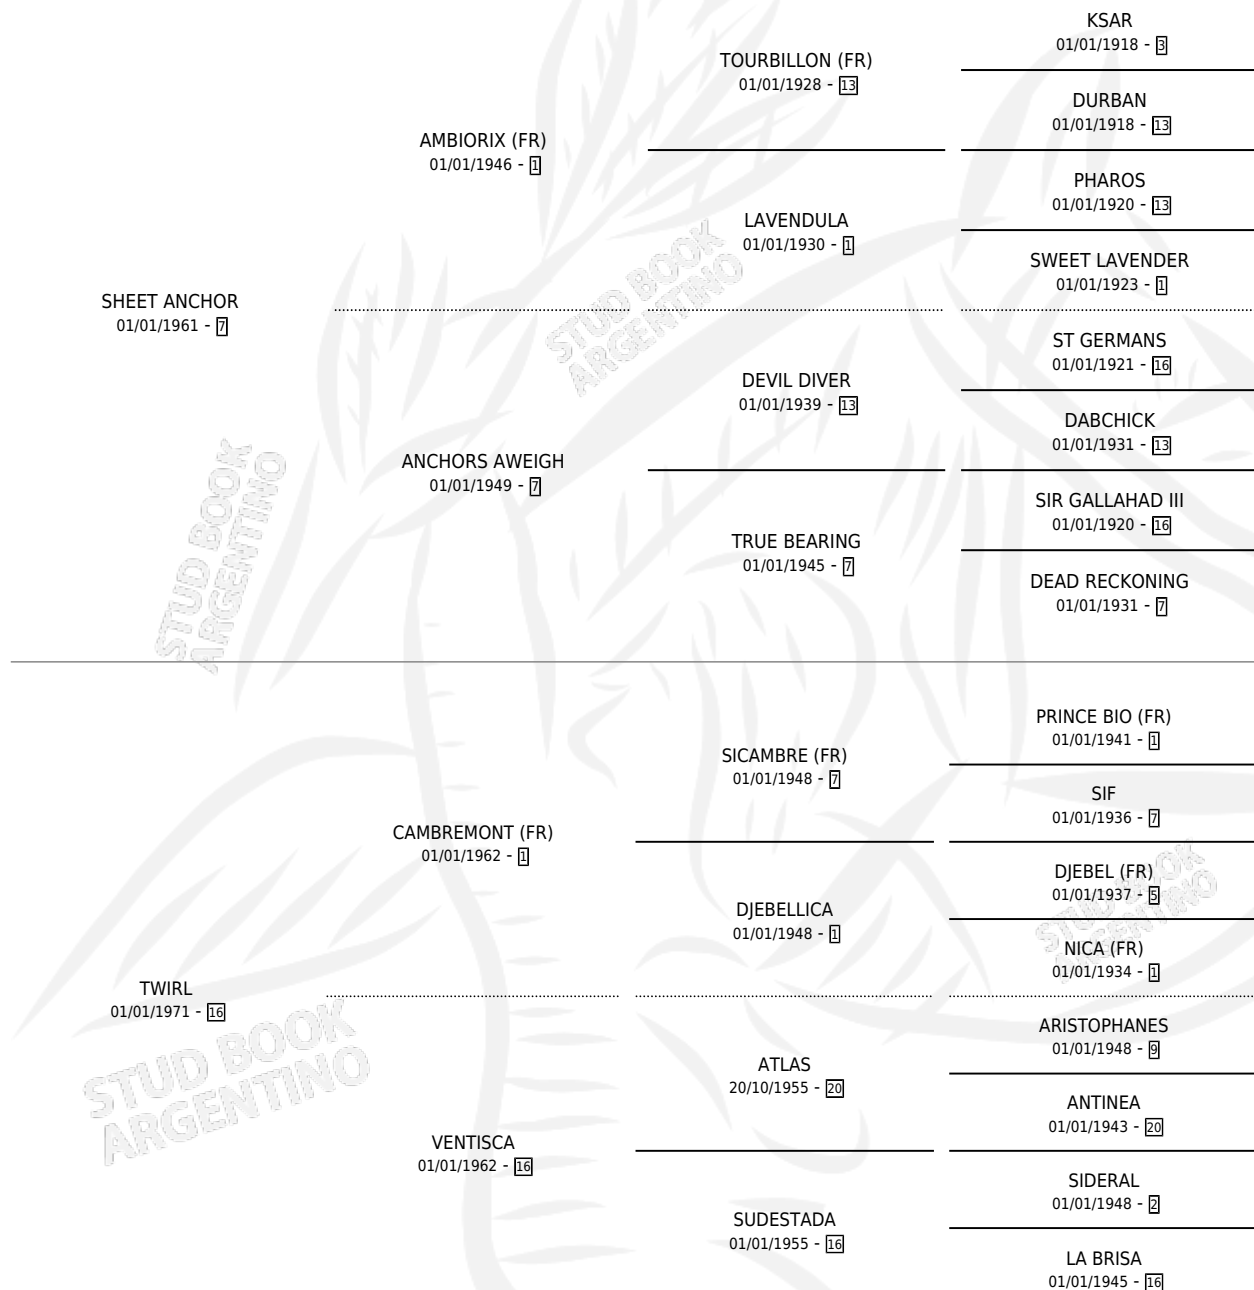 KSAR
01/01/1918 - 3
TOURBILLON (FR)
01/01/1928 - 13
DURBAN
01/01/1918 - 13
AMBIORIX (FR)
01/01/1946 - 1
PHAROS
01/01/1920 - 13
LAVENDULA
01/01/1930 - 1
SWEET LAVENDER
01/01/1923 - 1
SHEET ANCHOR
01/01/1961 - 7
STUD BOOK
ARGENTINO
ST GERMANS
01/01/1921 - 16
DEVIL DIVER
01/01/1939 - 13
DABCHICK
01/01/1931 - 13
ANCHORS AWEIGH
01/01/1949 - 7
SIR GALLAHAD III
01/01/1920 - 16
TRUE BEARING
01/01/1945 - 7
DEAD RECKONING
01/01/1931 - 7
STUD BOOK
ARGENTINO
PRINCE BIO (FR)
01/01/1941 - 1
SICAMBRE (FR)
01/01/1948 - 7
SIF
01/01/1936 - 7
CAMBREMONT (FR)
01/01/1962 - 1
DJEBEL (FR)
01/01/1937 - 5
DJEBELLICA
01/01/1948 - 1
NICA (FR)
01/01/1934 - 1
STUD BOOK
ARGENTINO
TWIRL
01/01/1971 - 16
ARISTOPHANES
01/01/1948 - 9
ATLAS
20/10/1955 - 20
ANTINEA
01/01/1943 - 20
STUD BOOK
ARGENTINO
VENTISCA
01/01/1962 - 16
SIDERAL
01/01/1948 - 2
SUDESTADA
01/01/1955 - 16
LA BRISA
01/01/1945 - 16